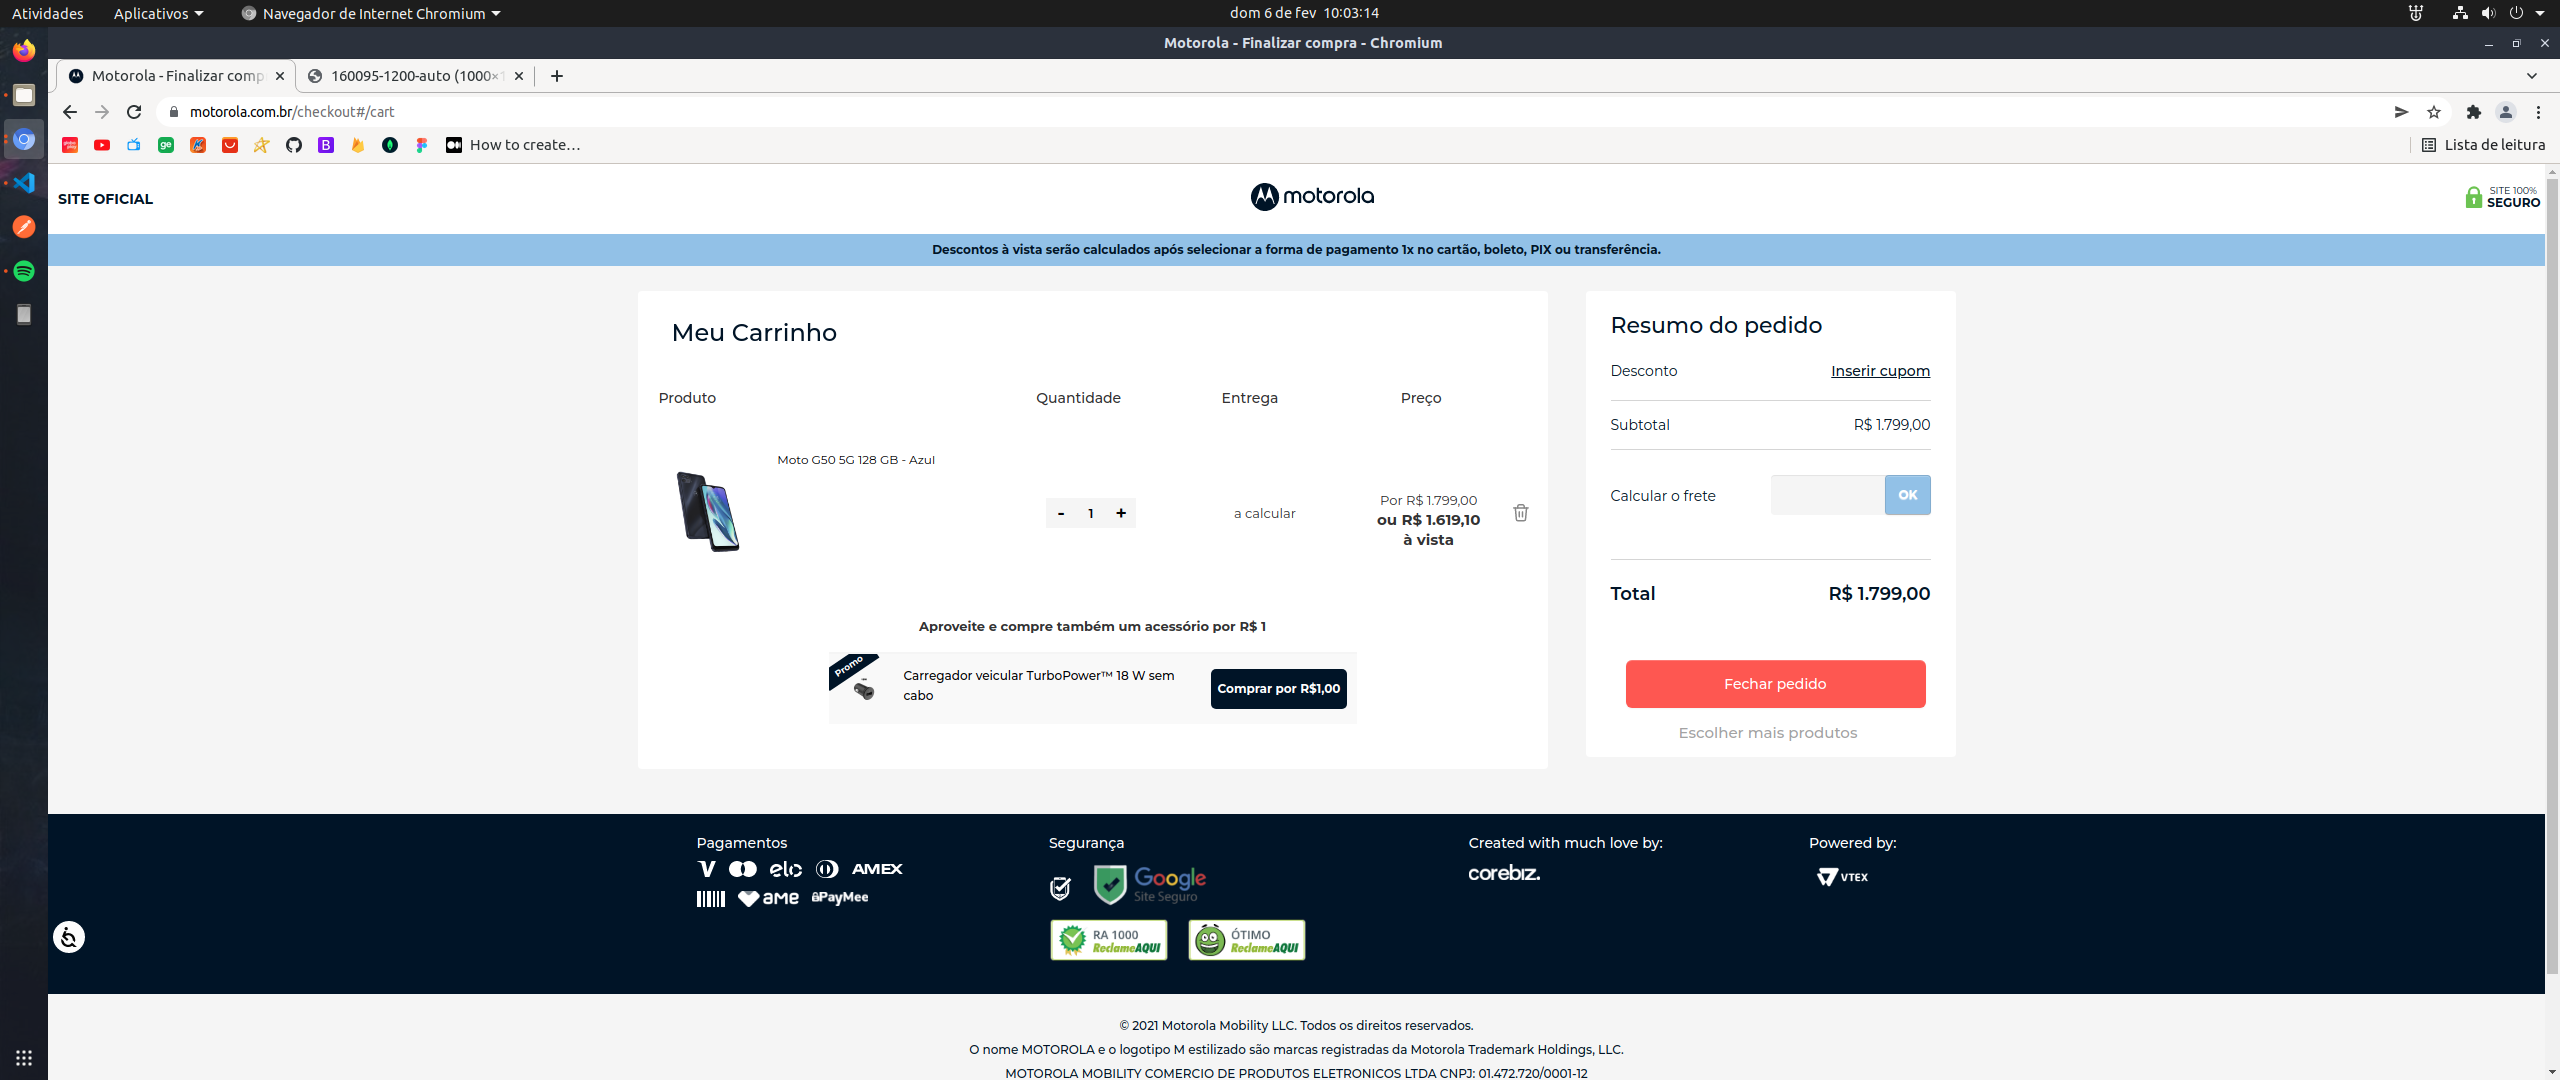 Atividades Aplicativos Navegador de Internet Chromium dom 6 de fev 10:03:14
Motorola - Finalizar compra - Chromium
Motorola - Finalizar comp 160095-1200-auto (1000×1
motorola.com.br/checkout#/cart
How to create... Lista de leitura
SITE OFICIAL motorola SITE 100%
SEGURO
Descontos à vista serão calculados após selecionar a forma de pagamento 1x no cartão, boleto, PIX ou transferência.
Meu Carrinho
Produto Quantidade Entrega Preço
Moto G50 5G 128 GB - Azul
- 1 + a calcular
Por R$ 1.799,00
ou R$ 1.619,10
à vista
Aproveite e compre também um acessório por R$ 1
Promo
Carregador veicular TurboPower™ 18 W sem
cabo
Comprar por R$1,00
Resumo do pedido
Desconto Inserir cupom
Subtotal R$ 1.799,00
Calcular o frete OK
Total R$ 1.799,00
Fechar pedido
Escolher mais produtos
Pagamentos
elo AMEX
AME PayMee
Segurança
Google
Site Seguro
RA 1000
ReclameAQUI
ÓTIMO
ReclameAQUI
Created with much love by:
corebiz.
Powered by:
VTEX
© 2021 Motorola Mobility LLC. Todos os direitos reservados.
O nome MOTOROLA e o logotipo M estilizado são marcas registradas da Motorola Trademark Holdings, LLC.
MOTOROLA MOBILITY COMERCIO DE PRODUTOS ELETRONICOS LTDA CNPJ: 01.472.720/0001-12